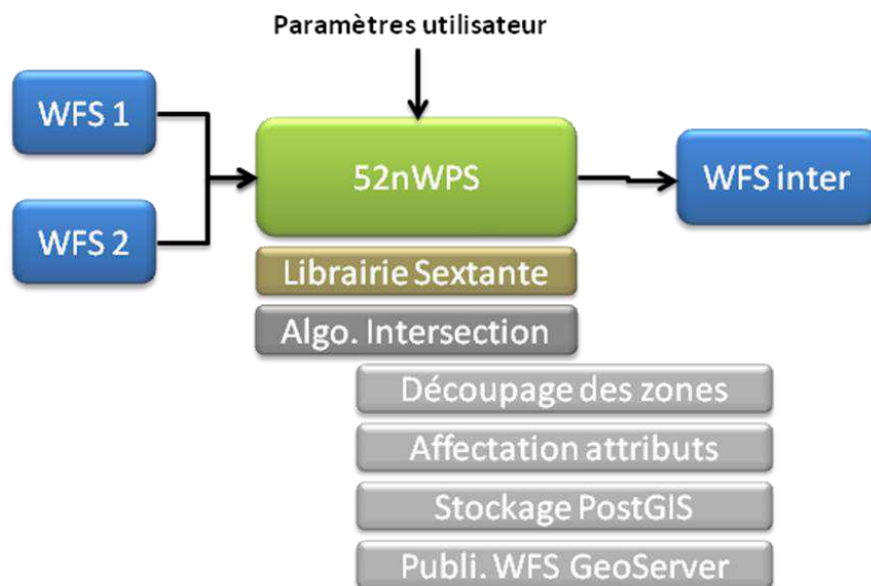 Paramètres utilisateur
WFS 1
52nWPS
WFS inter
WFS 2
Librairie Sextante
Algo. Intersection
Découpage des zones
Affectation attributs
Stockage PostGIS
Publi. WFS GeoServer